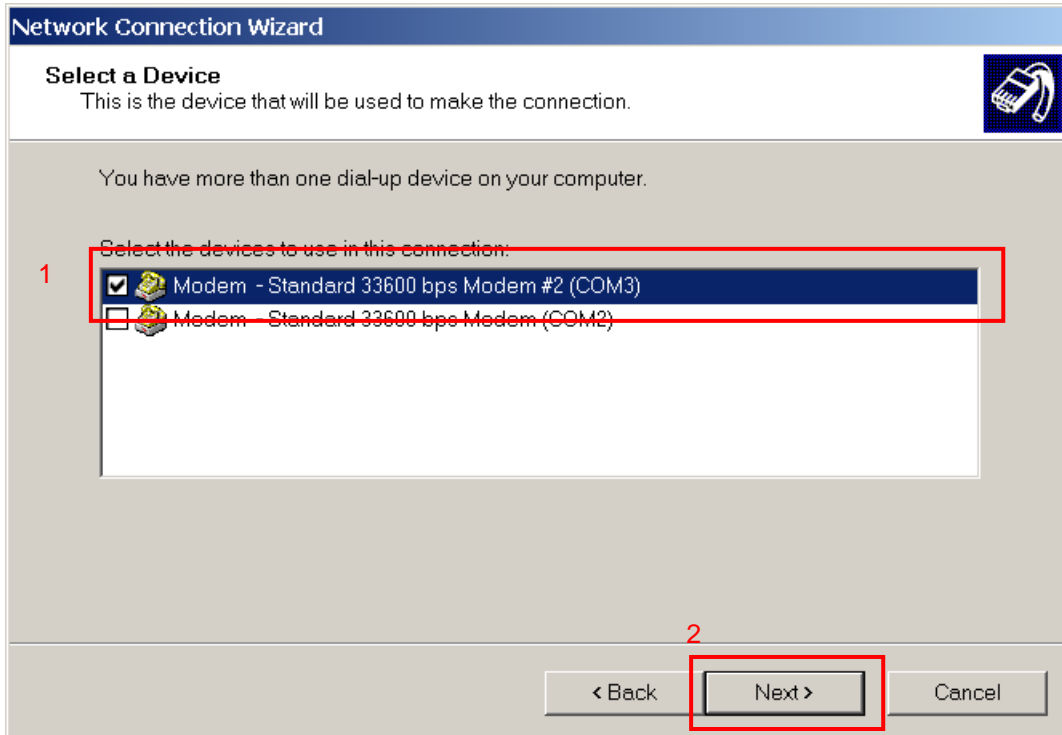 Network Connection Wizard
Select a Device
This is the device that will be used to make the connection.
You have more than one dial-up device on your computer.
Select the devices to use in this connection:
1
Modem - Standard 33600 bps Modem #2 (COM3)
Modem - Standard 33600 bps Modem (COM2)
2
< Back Next > Cancel